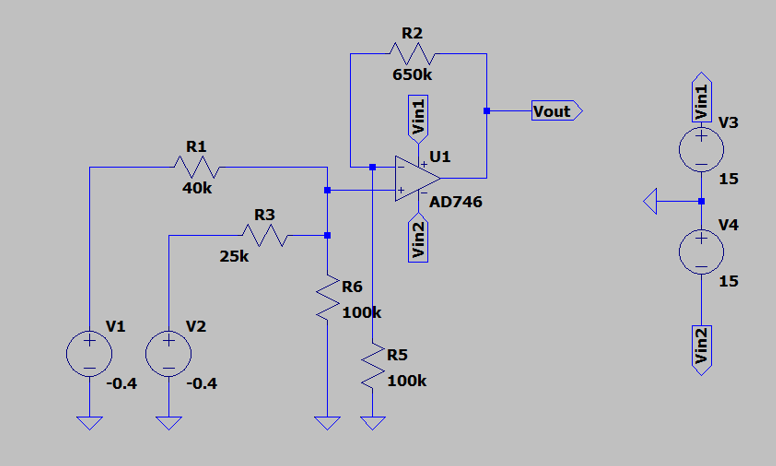 R2
650k
Vin1
Vout
Vin1
V3
15
R1
40k
U1
AD746
R3
25k
Vin2
V4
15
R6
100k
V1
-0.4
V2
-0.4
R5
100k
Vin2